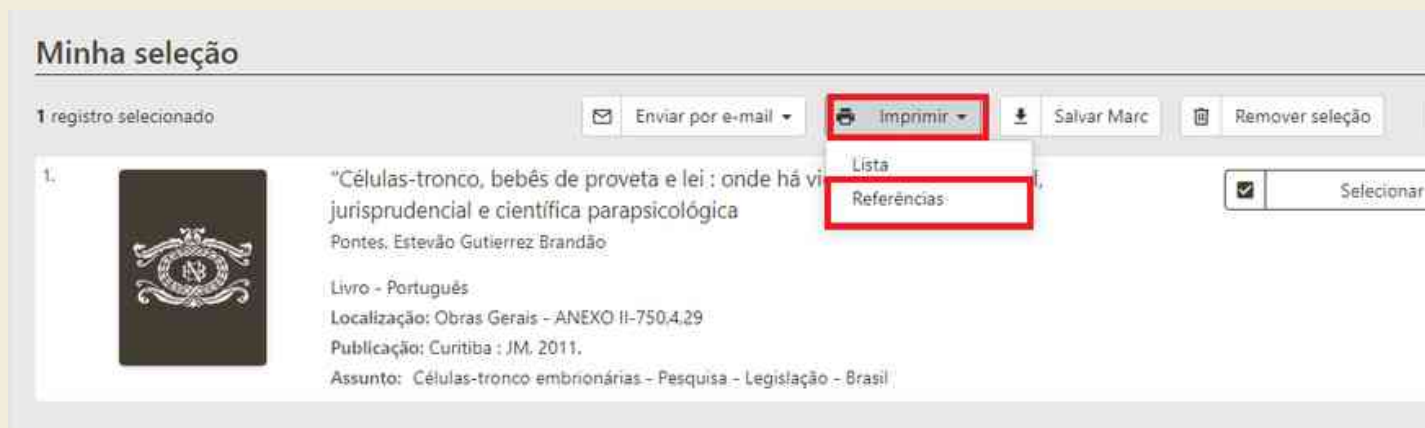 Minha seleção
1 registro selecionado
Enviar por e-mail
Imprimir
Salvar Marc
Remover seleção
Lista
Referências
1.
"Células-tronco, bebês de proveta e lei : onde há
jurisprudencial e científica parapsicológica
Pontes, Estevão Gutierrez Brandão
Livro - Português
Localização: Obras Gerais - ANEXO II-750,4,29
Publicação: Curitiba : JM, 2011.
Assunto: Células-tronco embrionárias - Pesquisa - Legislação - Brasil
Selecionar